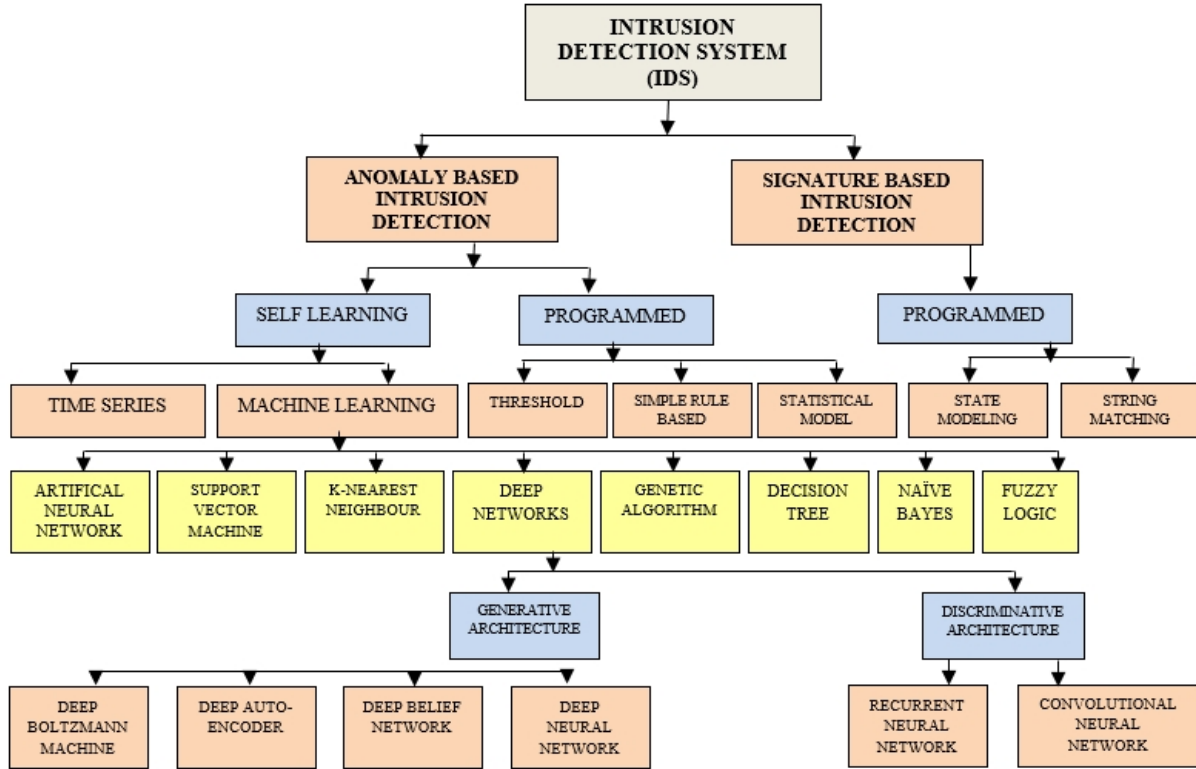 INTRUSION
DETECTION SYSTEM
(IDS)
ANOMALY BASED
INTRUSION
DETECTION
SIGNATURE BASED
INTRUSION
DETECTION
SELF LEARNING
PROGRAMMED
PROGRAMMED
TIME SERIES
MACHINE LEARNING
THRESHOLD
SIMPLE RULE
BASED
STATISTICAL
MODEL
STATE
MODELING
STRING
MATCHING
ARTIFICAL
NEURAL
NETWORK
SUPPORT
VECTOR
MACHINE
K-NEAREST
NEIGHBOUR
DEEP
NETWORKS
GENETIC
ALGORITHM
DECISION
TREE
NAÏVE
BAYES
FUZZY
LOGIC
GENERATIVE
ARCHITECTURE
DISCRIMINATIVE
ARCHITECTURE
DEEP
BOLTZMANN
MACHINE
DEEP AUTO-
ENCODER
DEEP BELIEF
NETWORK
DEEP
NEURAL
NETWORK
RECURRENT
NEURAL
NETWORK
CONVOLUTIONAL
NEURAL
NETWORK